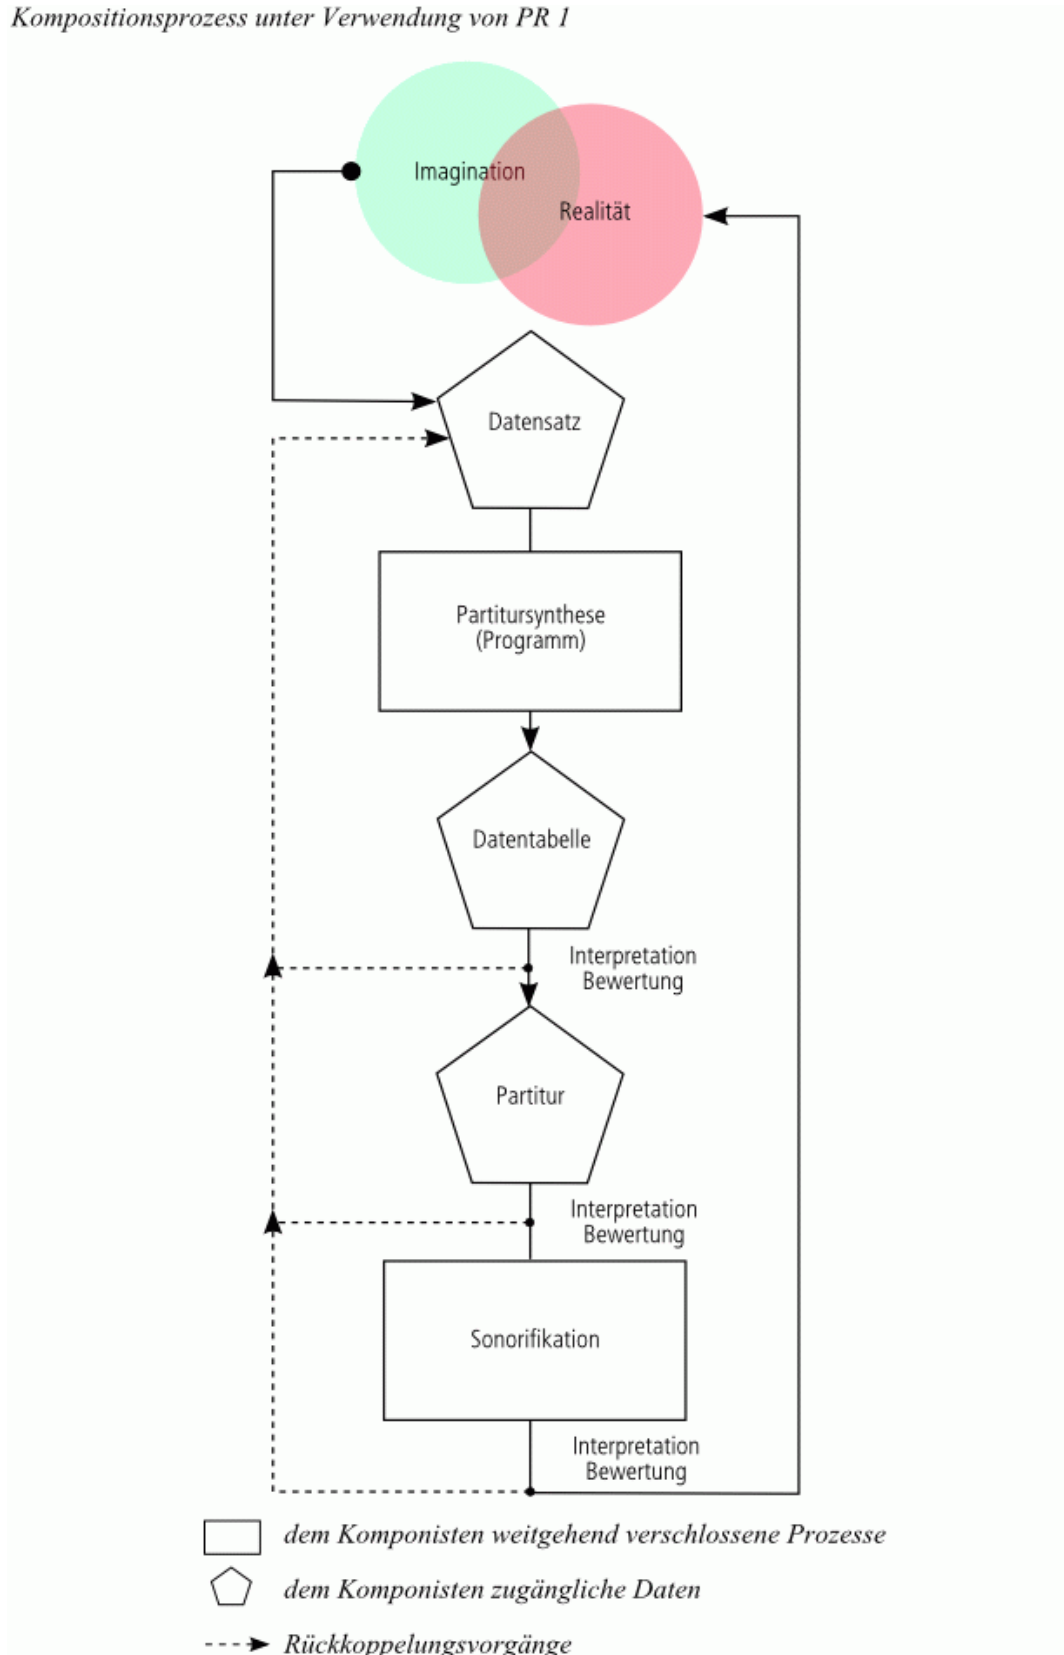 Kompositionsprozess unter Verwendung von PR 1
Imagination
Realität
Datensatz
Partitursynthese
(Programm)
Datentabelle
Interpretation
Bewertung
Partitur
Interpretation
Bewertung
Sonorifikation
Interpretation
Bewertung
dem Komponisten weitgehend verschlossene Prozesse
dem Komponisten zugängliche Daten
Rückkoppelungsvorgänge